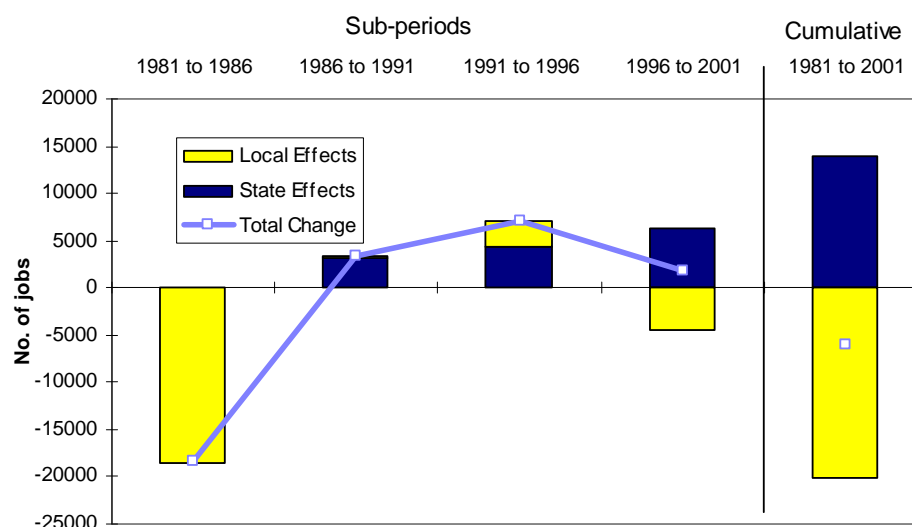 Sub-periods
Cumulative
1981 to 1986
1986 to 1991
1991 to 1996
1996 to 2001
1981 to 2001
20000
15000
10000
5000
0
-5000
-10000
-15000
-20000
-25000
No. of jobs
Local Effects
State Effects
Total Change